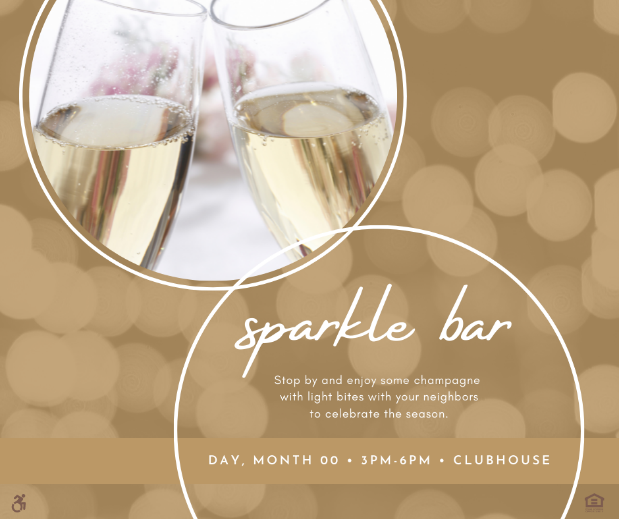 sparkle bar
Stop by and enjoy some champagne
with light bites with your neighbors
to celebrate the season.
DAY, MONTH 00 • 3PM-6PM • CLUBHOUSE